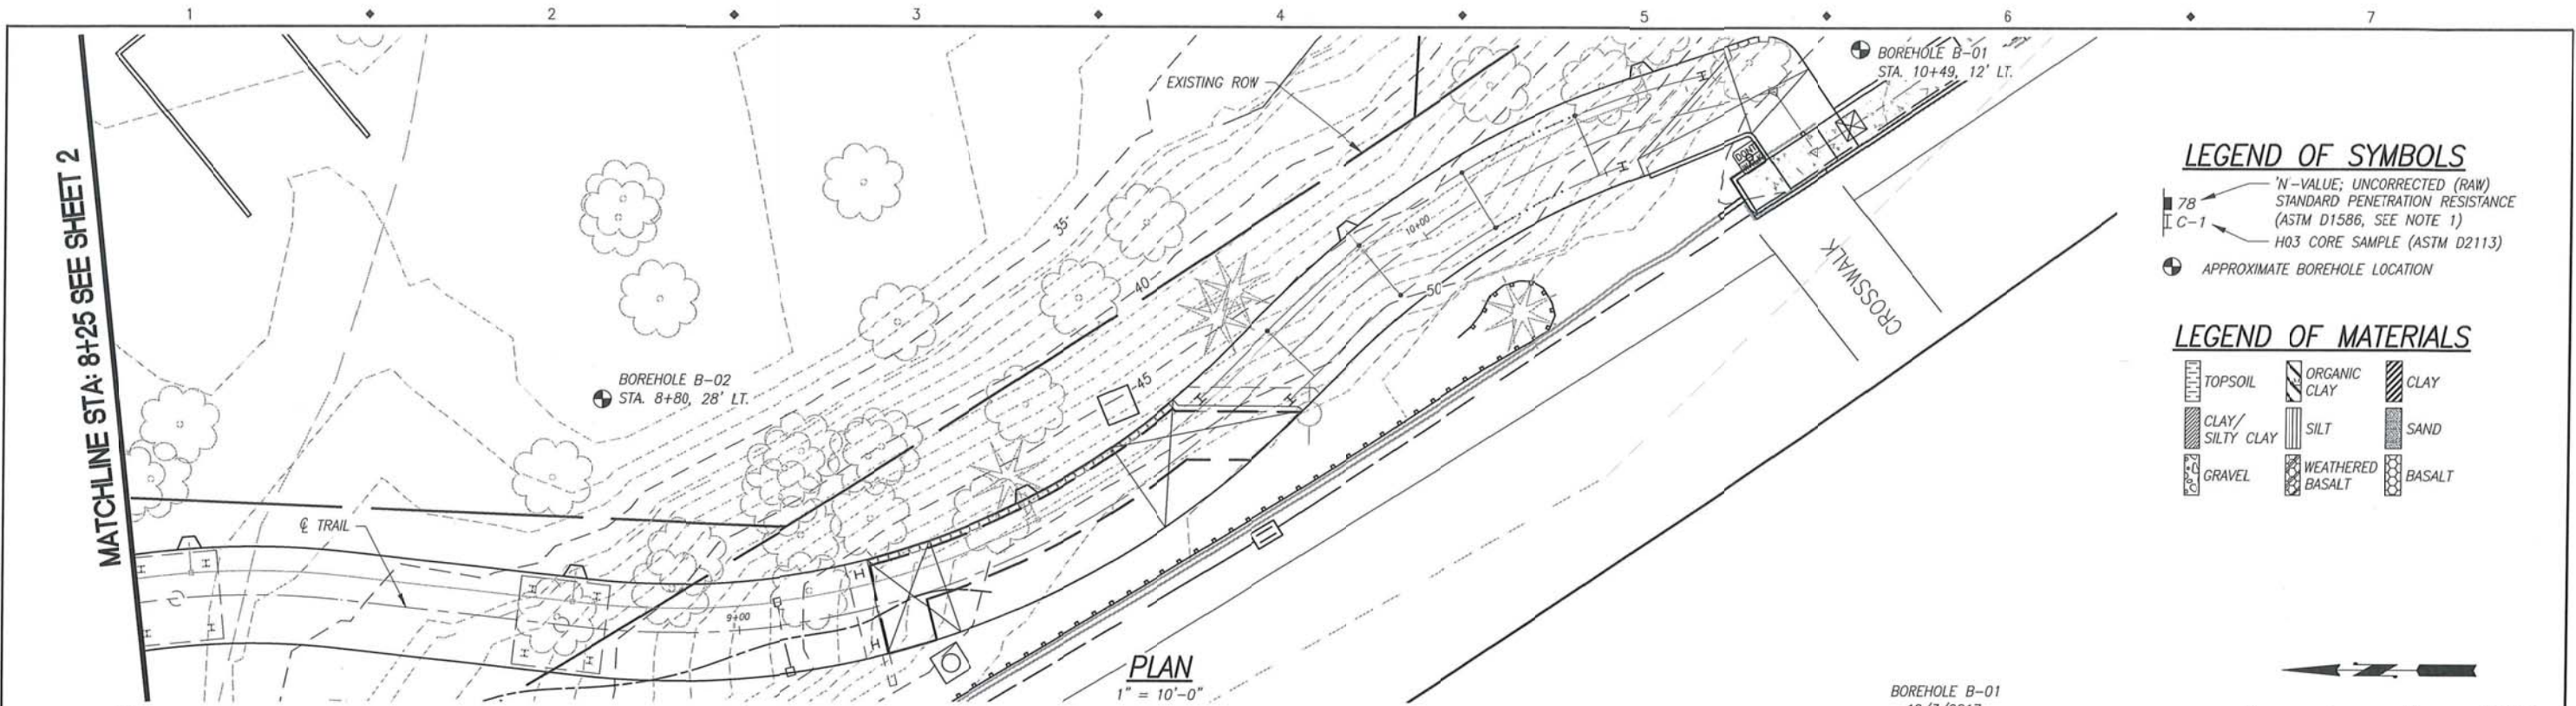 1 2 3 4 5 6 7
MATCHLINE STA: 8+25 SEE SHEET 2
EXISTING ROW
BOREHOLE B-01
STA. 10+49, 12' LT.
35
40
45
50
10+00
BOREHOLE B-02
STA. 8+80, 28' LT.
℄ TRAIL
9+00
CROSSWALK
LEGEND OF SYMBOLS
78
C-1
'N'-VALUE; UNCORRECTED (RAW)
STANDARD PENETRATION RESISTANCE
(ASTM D1586, SEE NOTE 1)
H03 CORE SAMPLE (ASTM D2113)
APPROXIMATE BOREHOLE LOCATION
LEGEND OF MATERIALS
TOPSOIL
ORGANIC
CLAY
CLAY
CLAY/
SILTY CLAY
SILT
SAND
GRAVEL
WEATHERED
BASALT
BASALT
PLAN
1" = 10'-0"
BOREHOLE B-01